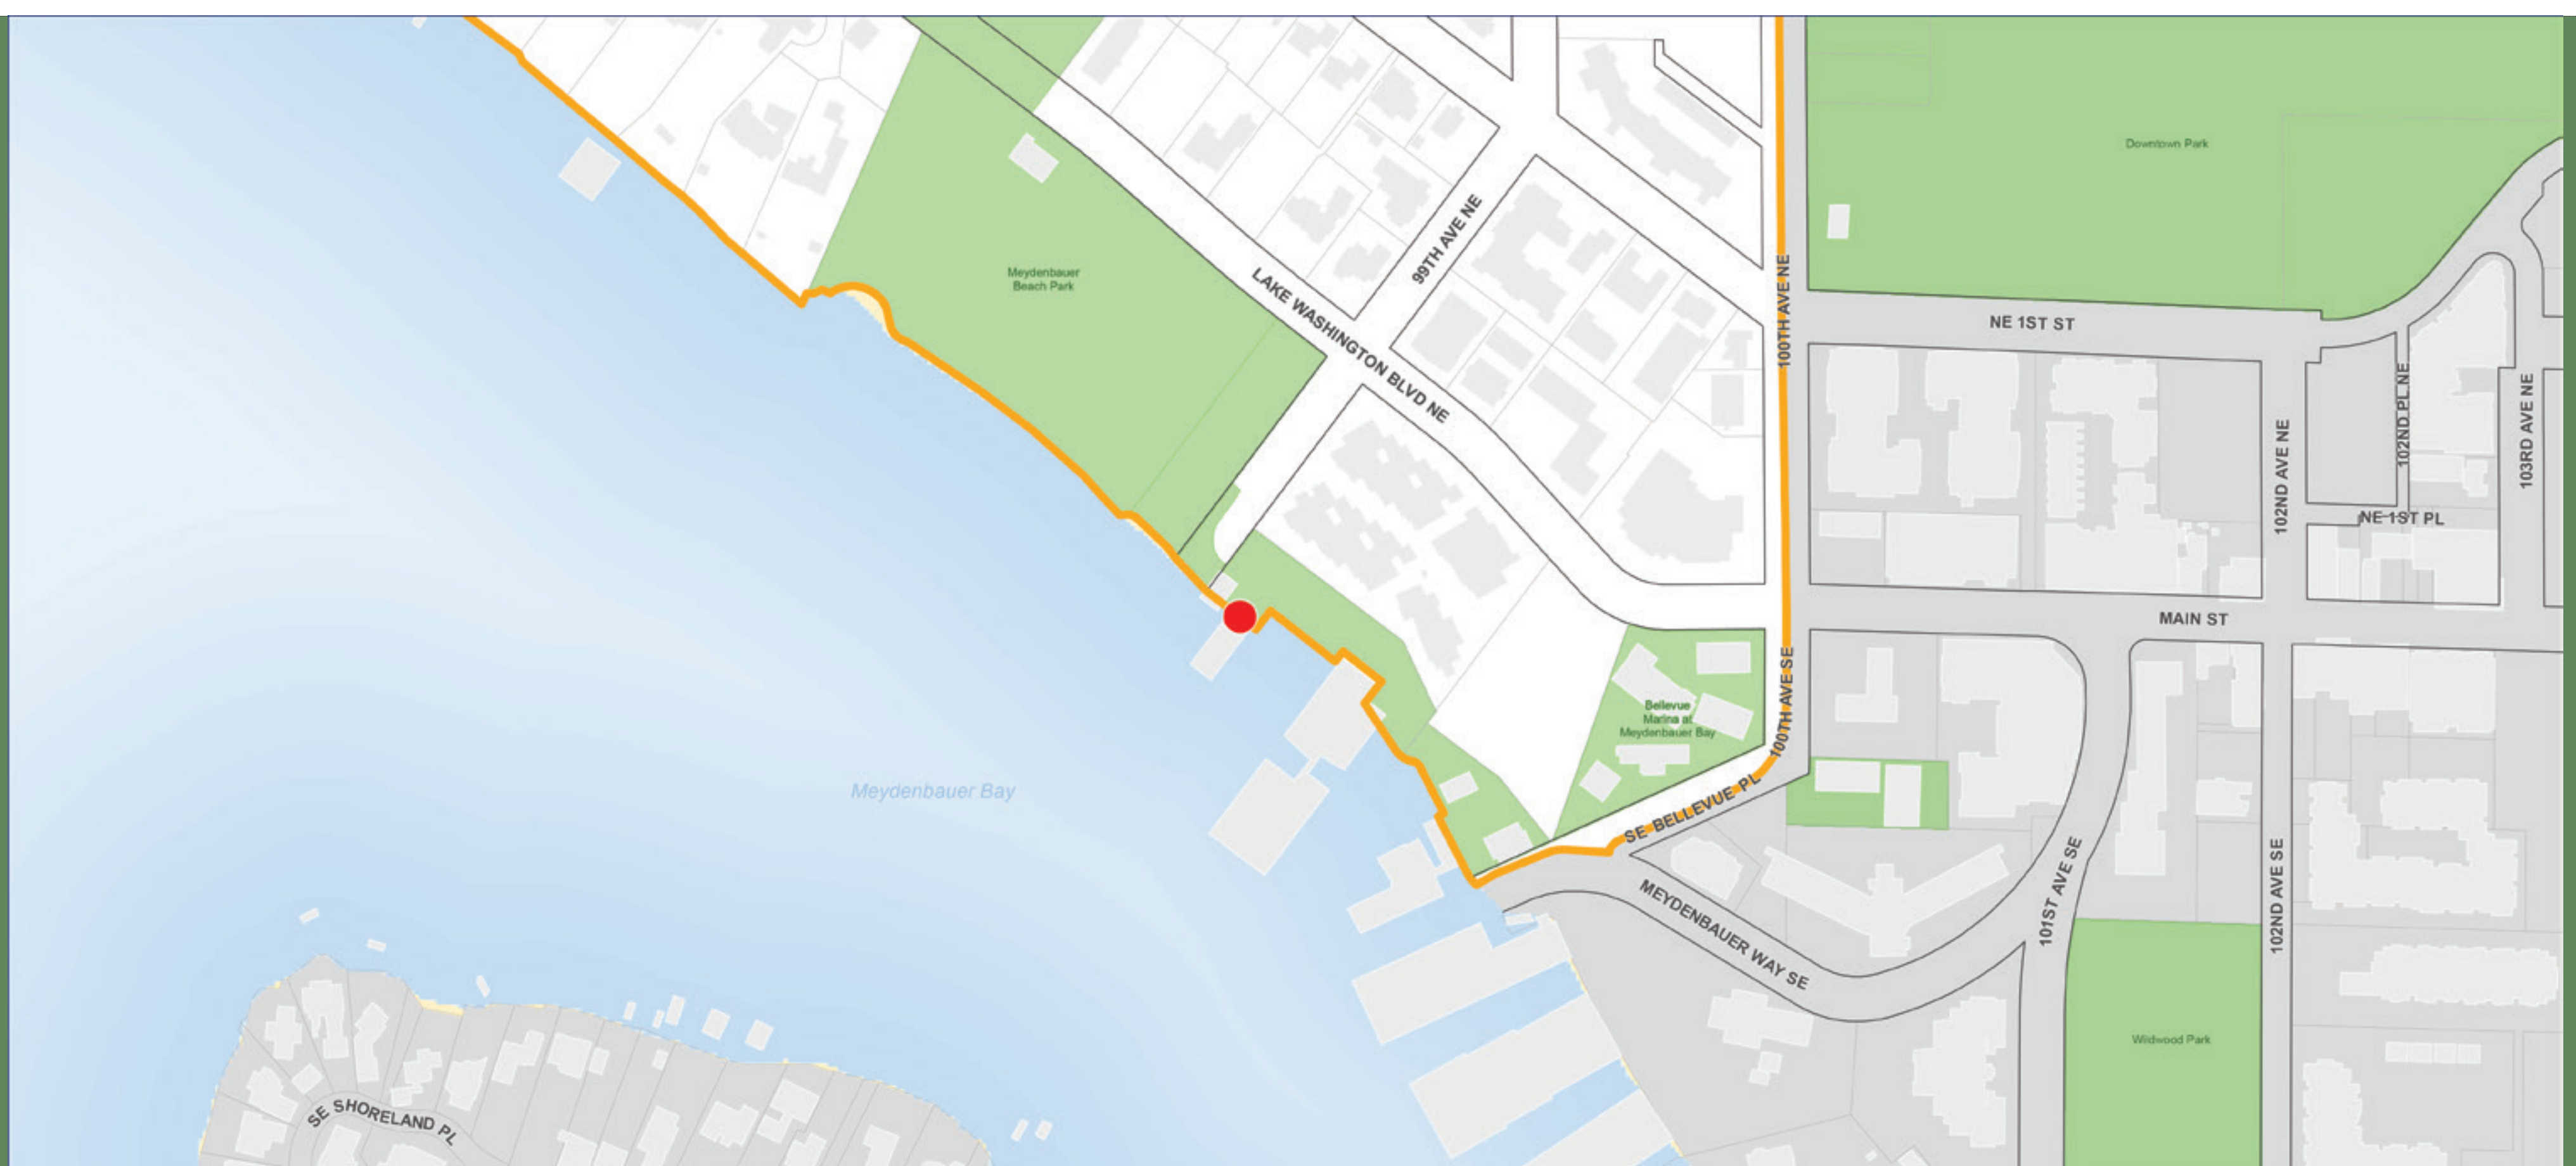 Downtown Park
99TH AVE NE
Meydenbauer
Beach Park
LAKE WASHINGTON BLVD NE
100TH AVE NE
NE 1ST ST
102ND AVE NE
102ND PL NE
103RD AVE NE
NE 1ST PL
MAIN ST
100TH AVE SE
Bellevue
Marina at
Meydenbauer Bay
Meydenbauer Bay
SE BELLEVUE PL
MEYDENBAUER WAY SE
101ST AVE SE
102ND AVE SE
Wildwood Park
SE SHORELAND PL